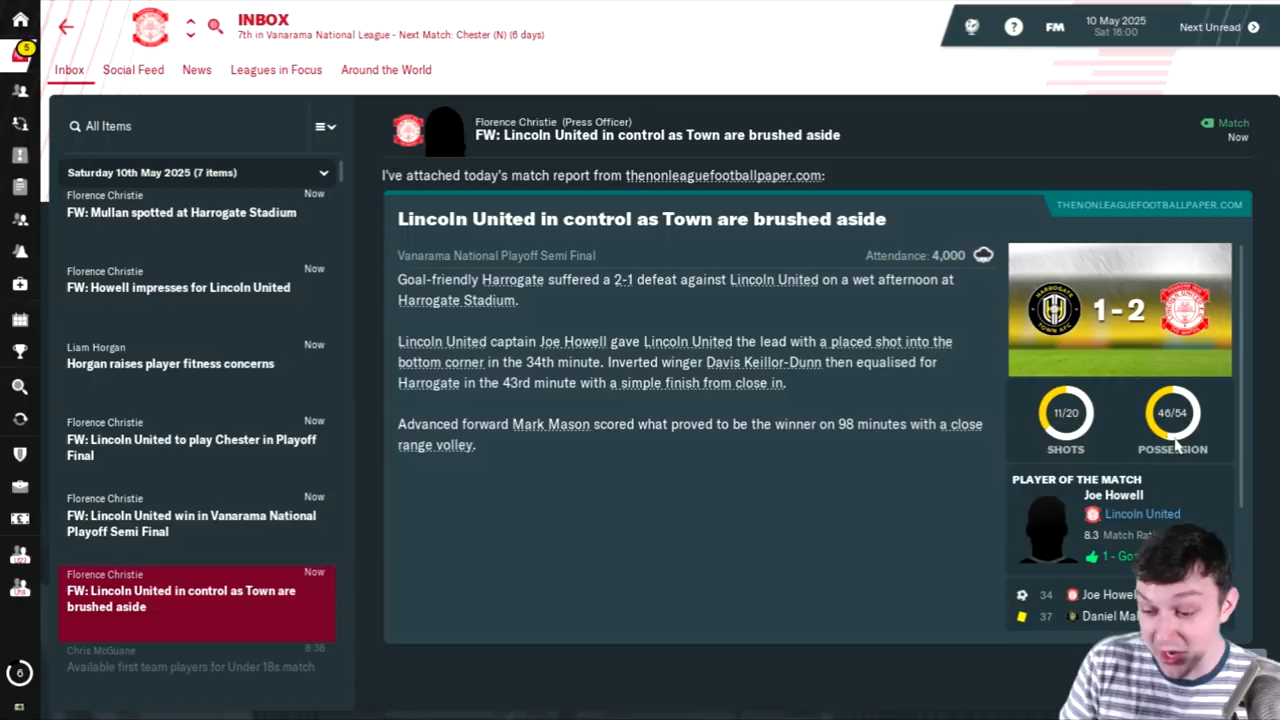 INBOX
7th in Vanarama National League - Next Match: Chester (N) (6 days)
FM
10 May 2025
Sat 16:00
Next Unread
5
Inbox
Social Feed
News
Leagues in Focus
Around the World
All Items
Saturday 10th May 2025 (7 items)
Florence Christie
Now
FW: Mullan spotted at Harrogate Stadium
Florence Christie
Now
FW: Howell impresses for Lincoln United
Liam Horgan
Now
Horgan raises player fitness concerns
Florence Christie
Now
FW: Lincoln United to play Chester in Playoff
Final
Florence Christie
Now
FW: Lincoln United win in Vanarama National
Playoff Semi Final
Florence Christie
Now
FW: Lincoln United in control as Town are
brushed aside
Chris McGuane
8:38
Available first team players for Under 18s match
6
Florence Christie (Press Officer)
FW: Lincoln United in control as Town are brushed aside
Match
Now
I've attached today's match report from thenonleaguefootballpaper.com:
THENONLEAGUEFOOTBALLPAPER.COM
Lincoln United in control as Town are brushed aside
Vanarama National Playoff Semi Final
Attendance: 4,000
Goal-friendly Harrogate suffered a 2-1 defeat against Lincoln United on a wet afternoon at
Harrogate Stadium.
Lincoln United captain Joe Howell gave Lincoln United the lead with a placed shot into the
bottom corner in the 34th minute. Inverted winger Davis Keillor-Dunn then equalised for
Harrogate in the 43rd minute with a simple finish from close in.
Advanced forward Mark Mason scored what proved to be the winner on 98 minutes with a close
range volley.
1 - 2
11/20
46/54
SHOTS
POSSESSION
PLAYER OF THE MATCH
Joe Howell
Lincoln United
8.3 Match
1 -
34 Joe
37 Daniel